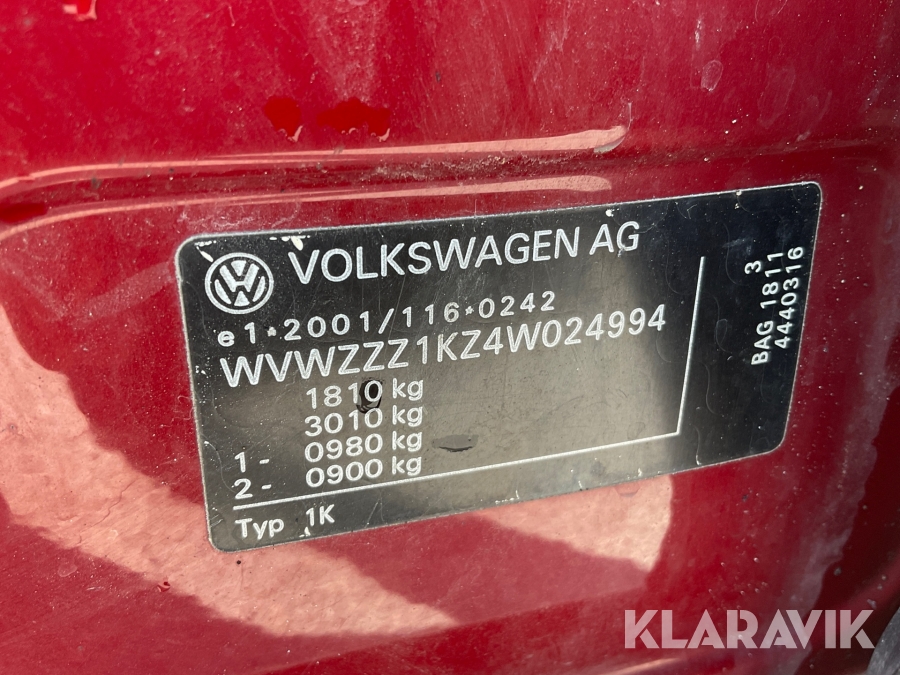 VOLKSWAGEN AG
e1*2001/116*0242
WVWZZZ1KZ4W024994
1810 kg
3010 kg
1- 0980 kg
2- 0900 kg
Typ 1K
3
BAG 1811
4440316
KLARAVIK